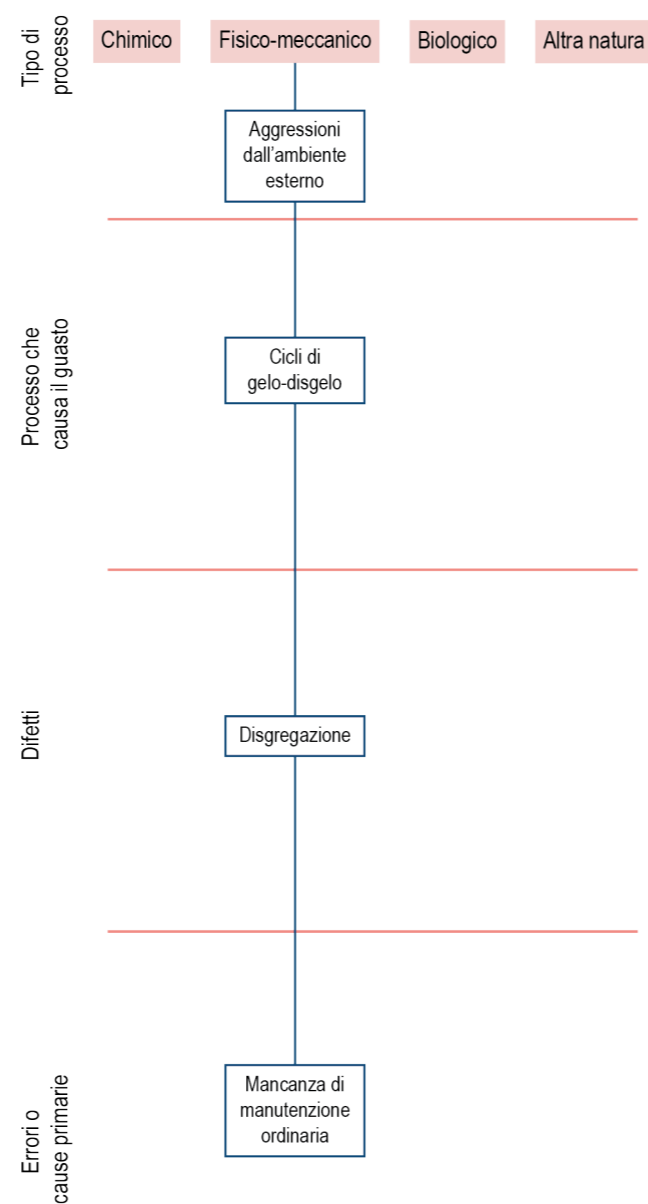 Tipo di
processo
Chimico
Fisico-meccanico
Biologico
Altra natura
Aggressioni
dall'ambiente
esterno
Processo che
causa il guasto
Cicli di
gelo-disgelo
Difetti
Disgregazione
Errori o
cause primarie
Mancanza di
manutenzione
ordinaria